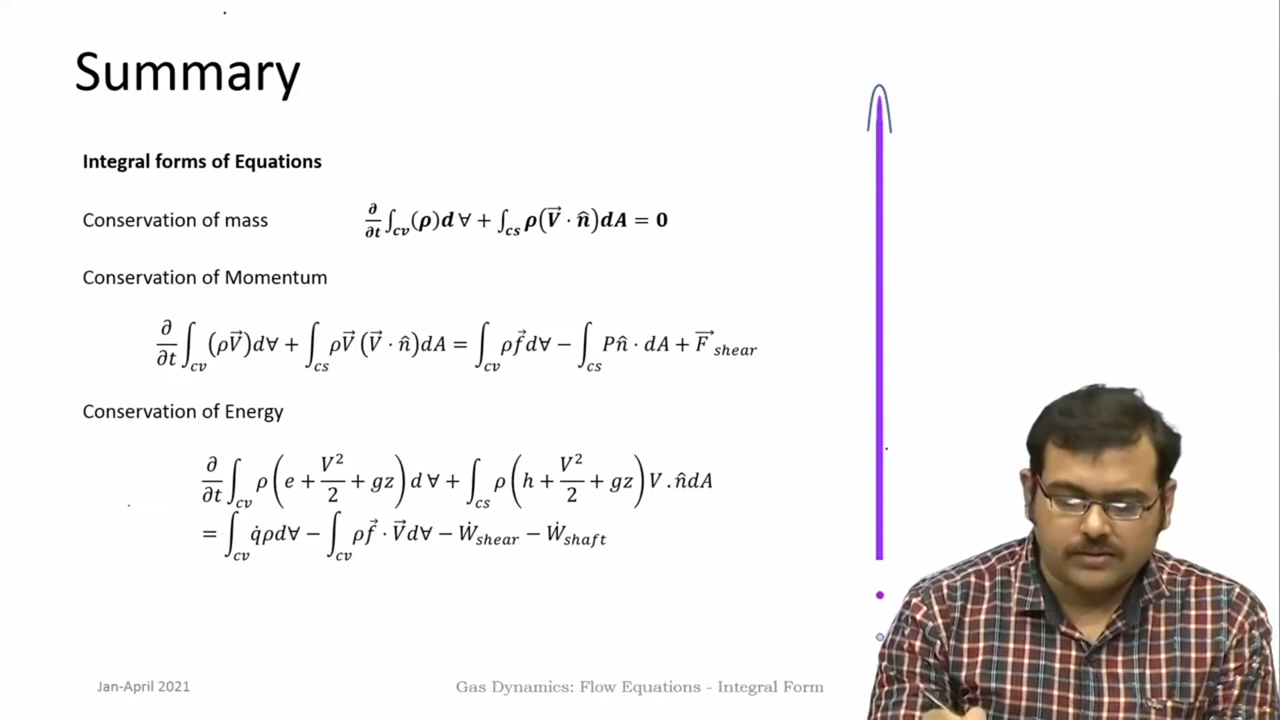 Summary
Integral forms of Equations
Conservation of mass ∂/∂t ∫cv (ρ)d∀ + ∫cs ρ(V⃗ · n̂)dA = 0
Conservation of Momentum
∂/∂t ∫cv (ρV⃗)d∀ + ∫cs ρV⃗ (V⃗ · n̂)dA = ∫cv ρf⃗d∀ − ∫cs Pn̂ · dA + F⃗ shear
Conservation of Energy
∂/∂t ∫cv ρ(e + V²/2 + gz)d∀ + ∫cs ρ(h + V²/2 + gz)V . n̂dA
= ∫cv q̇ρd∀ − ∫cv ρf⃗ · V⃗d∀ − Ẇshear − Ẇshaft
Jan-April 2021 Gas Dynamics: Flow Equations - Integral Form